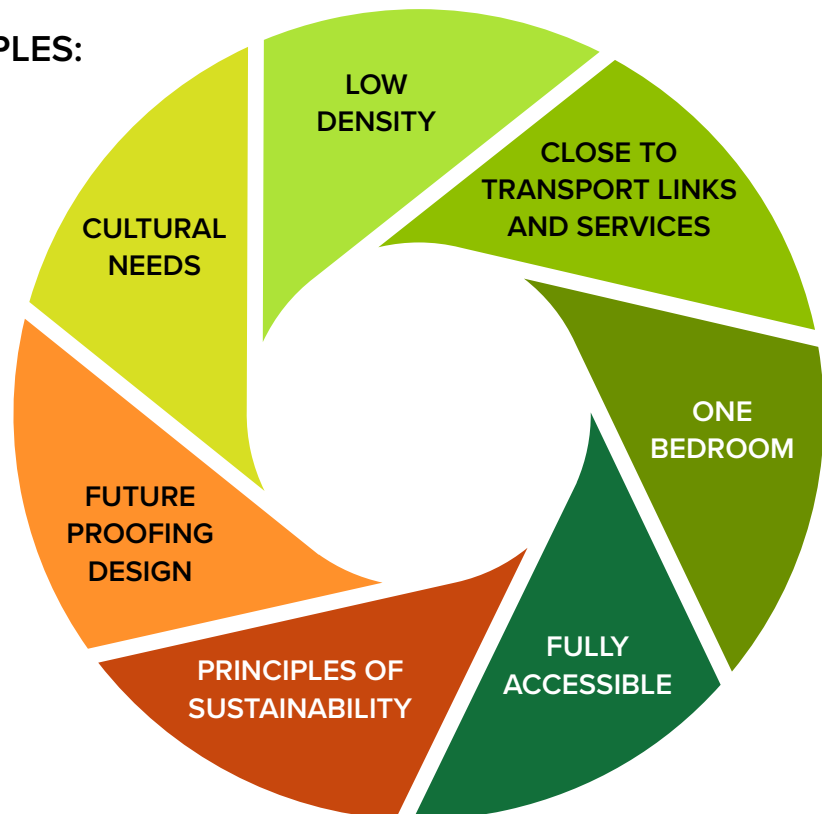 PLES:
LOW
DENSITY
CLOSE TO
TRANSPORT LINKS
AND SERVICES
ONE
BEDROOM
FULLY
ACCESSIBLE
PRINCIPLES OF
SUSTAINABILITY
FUTURE
PROOFING
DESIGN
CULTURAL
NEEDS